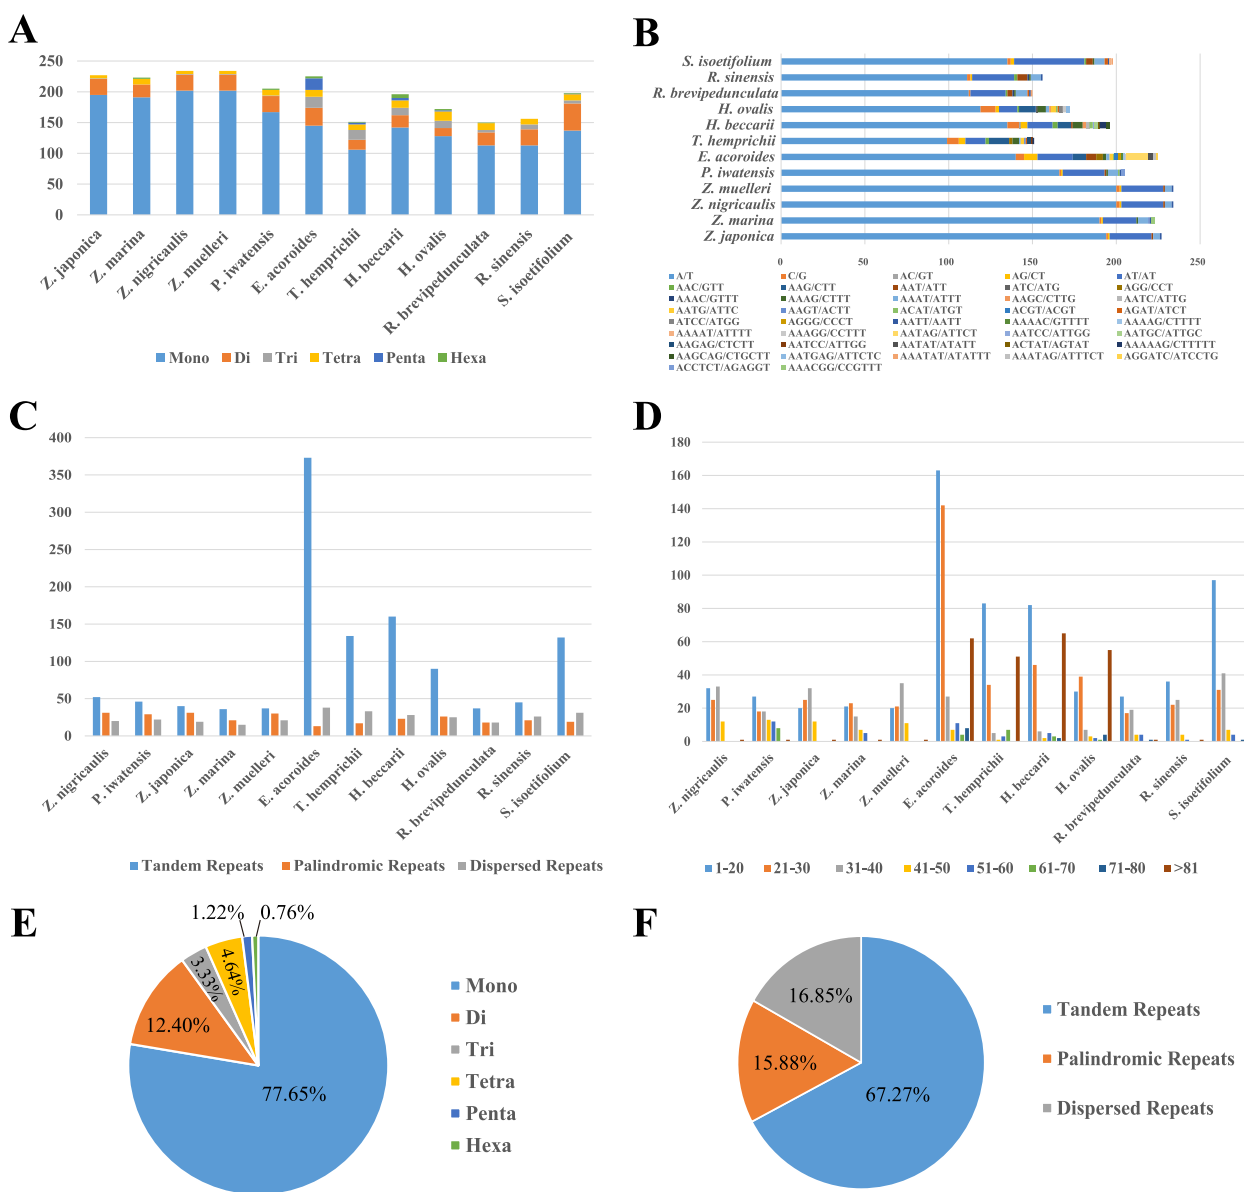 A
250
200
150
100
50
0
Z. japonica
Z. marina
Z. nigricaulis
Z. muelleri
P. iwatensis
E. acoroides
T. hemprichii
H. beccarii
H. ovalis
R. brevipedunculata
R. sinensis
S. isoetifolium
Mono Di Tri Tetra Penta Hexa
B
S. isoetifolium
R. sinensis
R. brevipedunculata
H. ovalis
H. beccarii
T. hemprichii
E. acoroides
P. iwatensis
Z. muelleri
Z. nigricaulis
Z. marina
Z. japonica
0 50 100 150 200 250
A/T C/G AC/GT AG/CT AT/AT
AAC/GTT AAG/CTT AAT/ATT ATC/ATG AGG/CCT
AAAC/GTTT AAAG/CTTT AAAT/ATTT AAGC/CTTG AATC/ATTG
AATG/ATTC AAGT/ACTT ACAT/ATGT ACGT/ACGT AGAT/ATCT
ATCC/ATGG AGGG/CCCT AATT/AATT AAAAC/GTTTT AAAAG/CTTTT
AAAAT/ATTTT AAAGG/CCTTT AATAG/ATTCT AATCC/ATTGG AATGC/ATTGC
AAGAG/CTCTT AATCC/ATTGG AATAT/ATATT ACTAT/AGTAT AAAAAG/CTTTTT
AAGCAG/CTGCTT AATGAG/ATTCTC AAATAT/ATATTT AAATAG/ATTTCT AGGATC/ATCCTG
ACCTCT/AGAGGT AAACGG/CCGTTT
C
400
350
300
250
200
150
100
50
0
Z. nigricaulis
P. iwatensis
Z. japonica
Z. marina
Z. muelleri
E. acoroides
T. hemprichii
H. beccarii
H. ovalis
R. brevipedunculata
R. sinensis
S. isoetifolium
Tandem Repeats Palindromic Repeats Dispersed Repeats
D
180
160
140
120
100
80
60
40
20
0
Z. nigricaulis
P. iwatensis
Z. japonica
Z. marina
Z. muelleri
E. acoroides
T. hemprichii
H. beccarii
H. ovalis
R. brevipedunculata
R. sinensis
S. isoetifolium
1-20 21-30 31-40 41-50 51-60 61-70 71-80 >81
E
1.22% 0.76%
4.64%
3.33%
12.40%
77.65%
Mono
Di
Tri
Tetra
Penta
Hexa
F
16.85%
15.88%
67.27%
Tandem Repeats
Palindromic Repeats
Dispersed Repeats